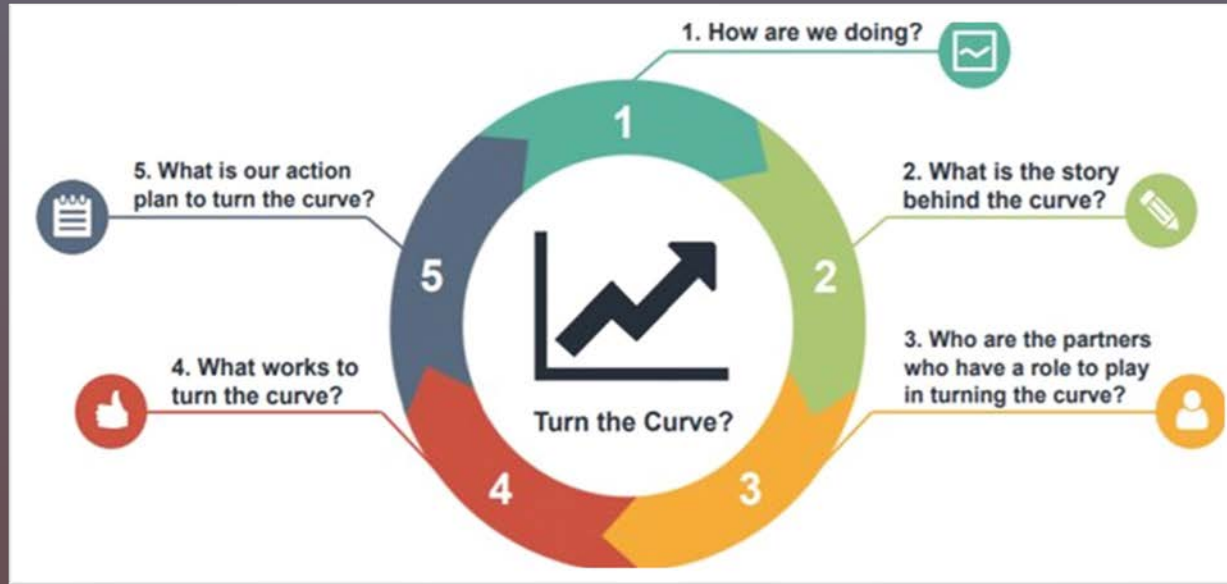 1. How are we doing?
1
2. What is the story
behind the curve?
2
3. Who are the partners
who have a role to play
in turning the curve?
3
4. What works to
turn the curve?
4
5. What is our action
plan to turn the curve?
5
Turn the Curve?